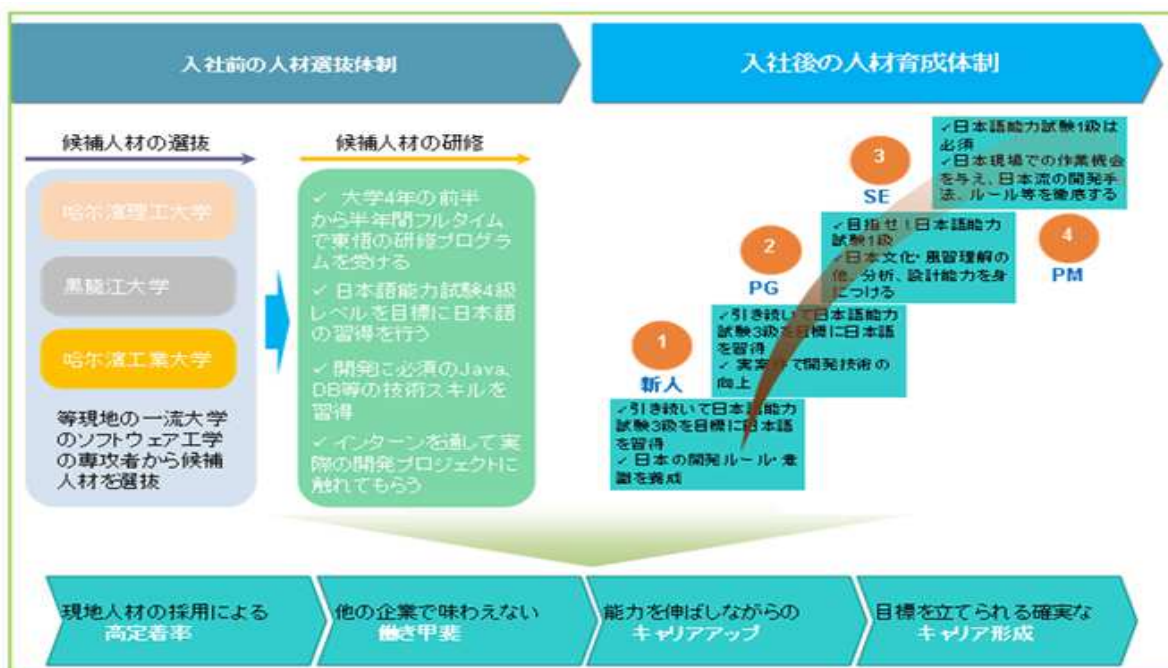 入社前の人材選抜体制
入社後の人材育成体制
候補人材の選抜
哈尔濱理工大学
黒龍江大学
哈尔濱工業大学
等現地の一流大学
のソフトウェア工学
の専攻者から候補
人材を選抜
候補人材の研修
✓ 大学4年の前半
から半年間フルタイム
で東悟の研修プログラ
ムを受ける
✓ 日本語能力試験4級
レベルを目標に日本語
の習得を行う
✓ 開発に必須のJava、
DB等の技術スキルを
習得
✓ インターンを通して実
際の開発プロジェクトに
触れてもらう
1
新人
✓引き続いて日本語能力
試験3級を目標に日本語
を習得
✓ 日本の開発ルール・意
識を養成
2
PG
✓引き続いて日本語能力
試験3級を目標に日本語
を習得
✓ 実案件で開発技術の
向上
3
SE
✓目指せ！日本語能力
試験1級
✓日本文化・風習理解の
他、分析、設計能力を身
につける
4
PM
✓日本語能力試験1級は
必須
✓日本現場での作業機会
を与え、日本流の開発手
法、ルール等を徹底する
現地人材の採用による
高定着率
他の企業で味わえない
働き甲斐
能力を伸ばしながらの
キャリアアップ
目標を立てられる確実な
キャリア形成